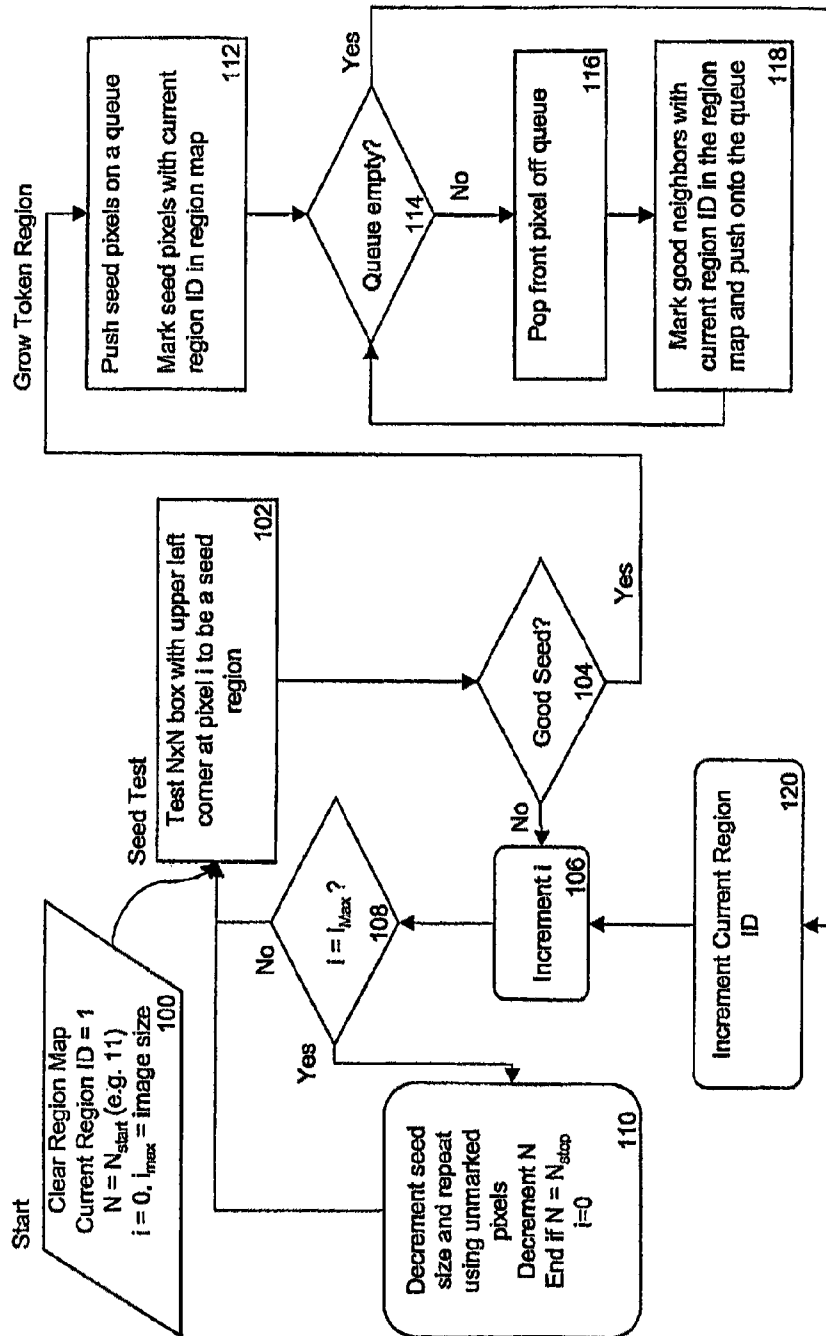 Start
Clear Region Map
Current Region ID = 1
N = Nstart (e.g. 11)
i = 0, imax = image size
100
Seed Test
Test NxN box with upper left
corner at pixel i to be a seed
region
102
Good Seed?
104
Yes
No
Increment i
106
i = iMax ?
108
No
Yes
Decrement seed
size and repeat
using unmarked
pixels
Decrement N
End if N = Nstop
i=0
110
Grow Token Region
Push seed pixels on a queue
Mark seed pixels with current
region ID in region map
112
Queue empty?
114
Yes
No
Pop front pixel off queue
116
Mark good neighbors with
current region ID in the region
map and push onto the queue
118
Increment Current Region
ID
120